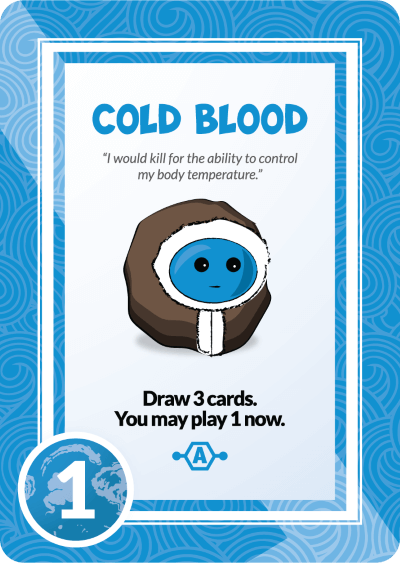 COLD BLOOD
“I would kill for the ability to control
my body temperature.”
Draw 3 cards.
You may play 1 now.
A
1